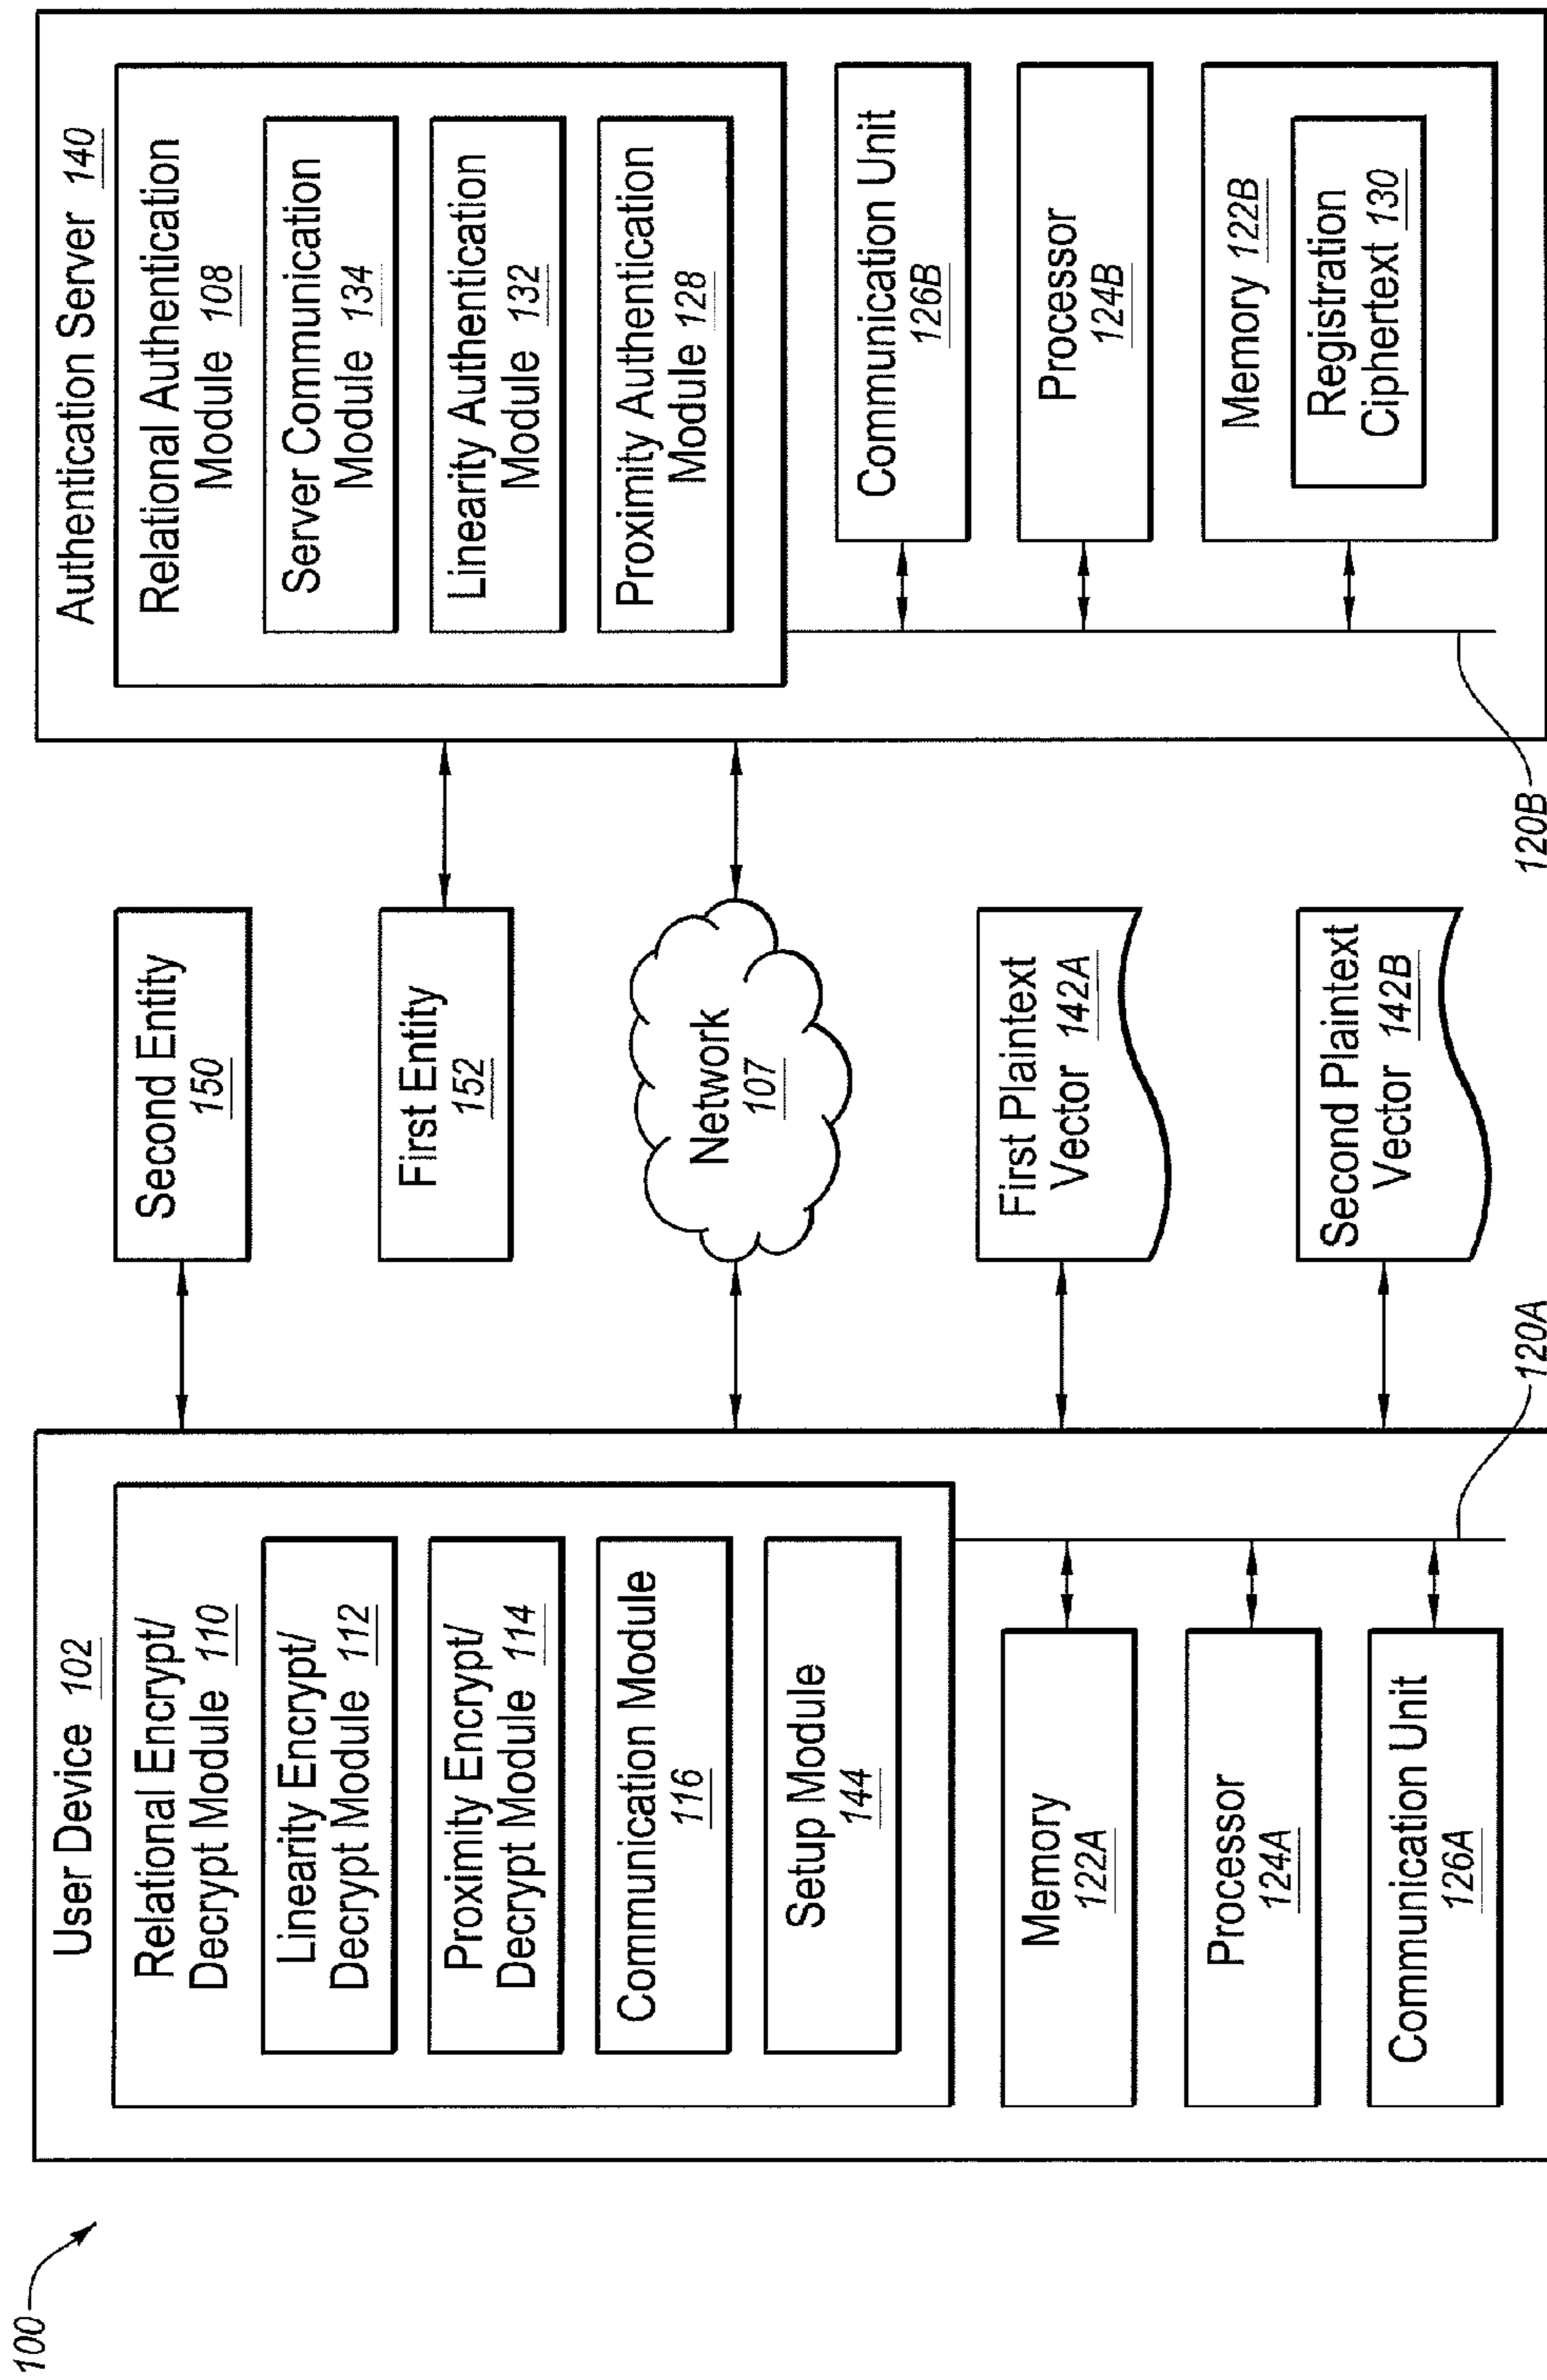 100
User Device 102
Relational Encrypt/
Decrypt Module 110
Linearity Encrypt/
Decrypt Module 112
Proximity Encrypt/
Decrypt Module 114
Communication Module
116
Setup Module
144
Memory
122A
Processor
124A
Communication Unit
126A
120A
Second Entity
150
First Entity
152
Network
107
First Plaintext
Vector 142A
Second Plaintext
Vector 142B
Authentication Server 140
Relational Authentication
Module 108
Server Communication
Module 134
Linearity Authentication
Module 132
Proximity Authentication
Module 128
Communication Unit
126B
Processor
124B
Memory 122B
Registration
Ciphertext 130
120B